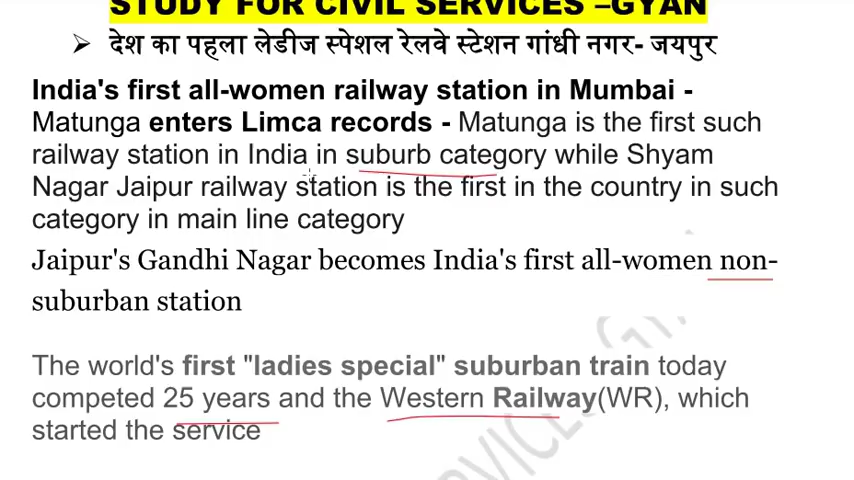 STUDY FOR CIVIL SERVICES –GYAN
➢ देश का पहला लेडीज स्पेशल रेलवे स्टेशन गांधी नगर- जयपुर
India's first all-women railway station in Mumbai -
Matunga enters Limca records - Matunga is the first such
railway station in India in suburb category while Shyam
Nagar Jaipur railway station is the first in the country in such
category in main line category
Jaipur's Gandhi Nagar becomes India's first all-women non-
suburban station
The world's first "ladies special" suburban train today
competed 25 years and the Western Railway(WR), which
started the service